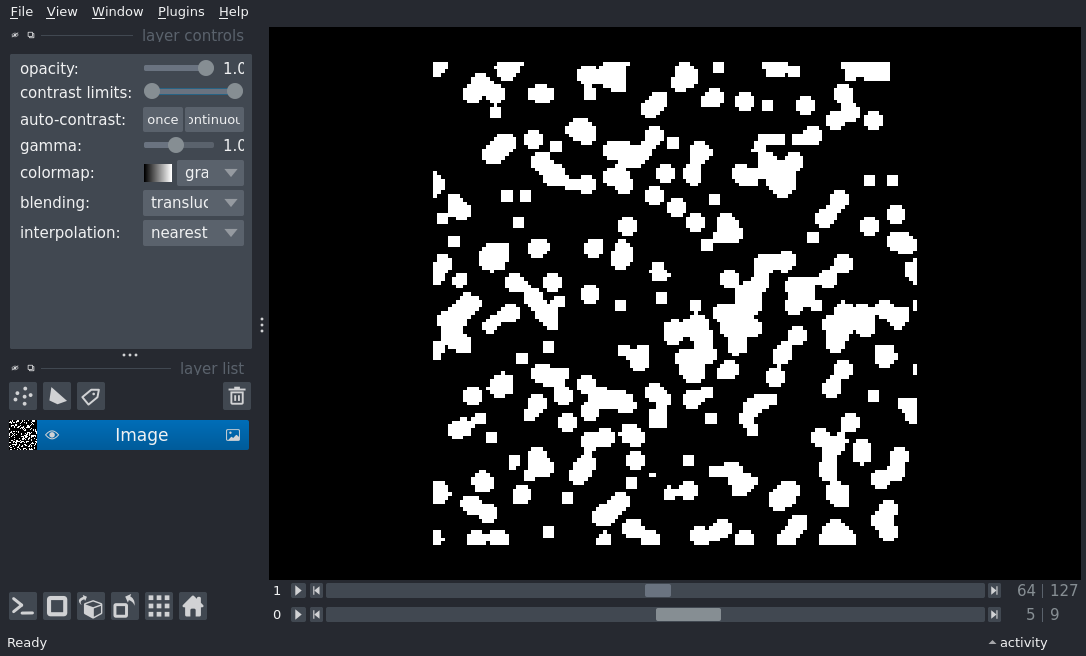 File View Window Plugins Help
layer controls
opacity: 1.0
contrast limits:
auto-contrast: once ontinuou
gamma: 1.0
colormap: gra
blending: transluc
interpolation: nearest
layer list
Image
1 64 | 127
0 5 | 9
Ready activity